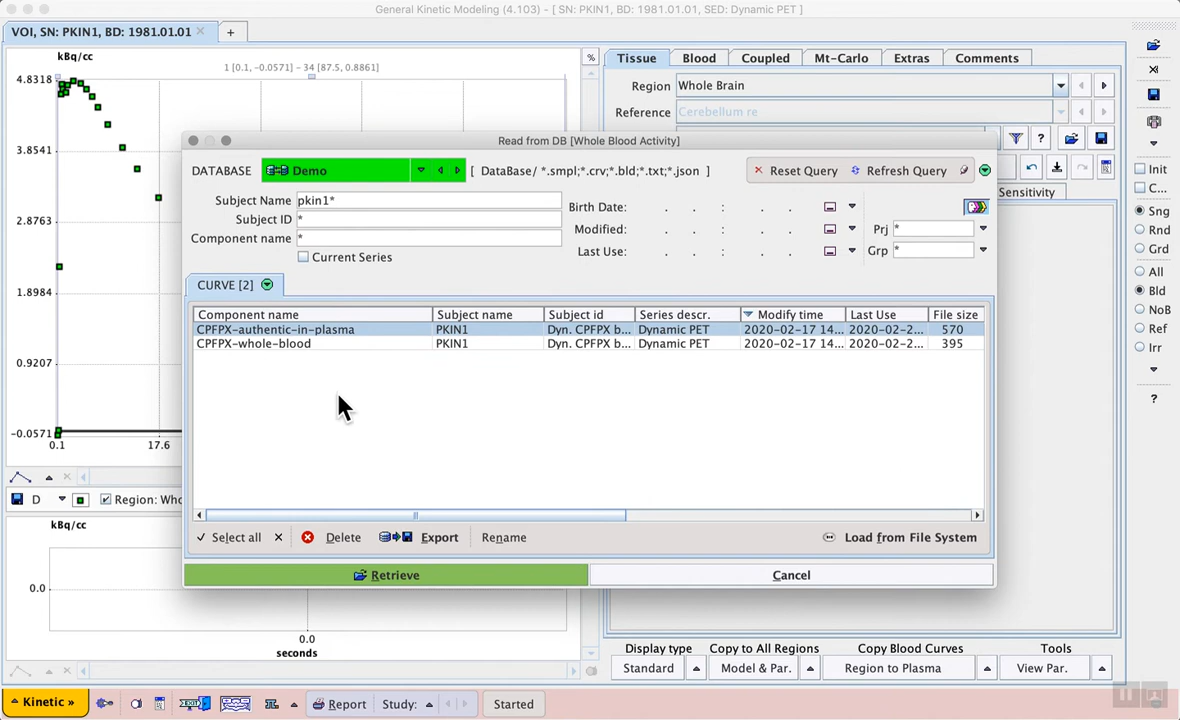 General Kinetic Modeling (4.103) - [ SN: PKIN1, BD: 1981.01.01, SED: Dynamic PET ]
VOI, SN: PKIN1, BD: 1981.01.01
+
kBq/cc
1 [0.1, -0.0571] – 34 [87.5, 0.8861]
%
4.8318
3.8541
2.8763
1.8984
0.9207
-0.0571
0.1
17.6
D
Region: Who
kBq/cc
0.0
0.0
seconds
Tissue
Blood
Coupled
Mt-Carlo
Extras
Comments
Region
Whole Brain
Reference
Cerebellum re
?
Sensitivity
Init
C...
Sng
Rnd
Grd
All
Bld
NoB
Ref
Irr
?
Read from DB [Whole Blood Activity]
DATABASE
Demo
[ DataBase/ *.smpl;*.crv;*.bld;*.txt;*.json ]
Reset Query
Refresh Query
Subject Name
pkin1*
Subject ID
*
Component name
*
Current Series
Birth Date: . . : . .
Modified: . . : . .
Last Use: . . : . .
Prj
*
Grp
*
CURVE [2]
Component name Subject name Subject id Series descr. Modify time Last Use File size
CPFPX-authentic-in-plasma PKIN1 Dyn. CPFPX b... Dynamic PET 2020-02-17 14... 2020-02-2... 570
CPFPX-whole-blood PKIN1 Dyn. CPFPX b... Dynamic PET 2020-02-17 14... 2020-02-2... 395
Select all
Delete
Export
Rename
Load from File System
Retrieve
Cancel
Display type
Copy to All Regions
Copy Blood Curves
Tools
Standard
Model & Par.
Region to Plasma
View Par.
Kinetic »
Report
Study:
Started